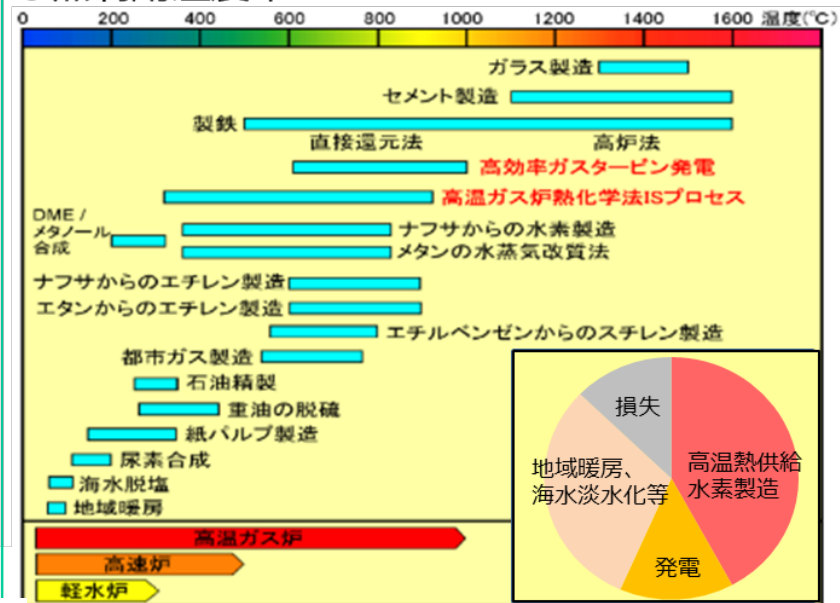 0 200 400 600 800 1000 1200 1400 1600 温度(℃)
ガラス製造
セメント製造
製鉄
直接還元法 高炉法
高効率ガスタービン発電
高温ガス炉熱化学法ISプロセス
DME /
メタノール
合成
ナフサからの水素製造
メタンの水蒸気改質法
ナフサからのエチレン製造
エタンからのエチレン製造
エチルベンゼンからのスチレン製造
都市ガス製造
石油精製
重油の脱硫
紙パルプ製造
尿素合成
海水脱塩
地域暖房
高温ガス炉
高速炉
軽水炉
損失
高温熱供給
水素製造
地域暖房、
海水淡水化等
発電